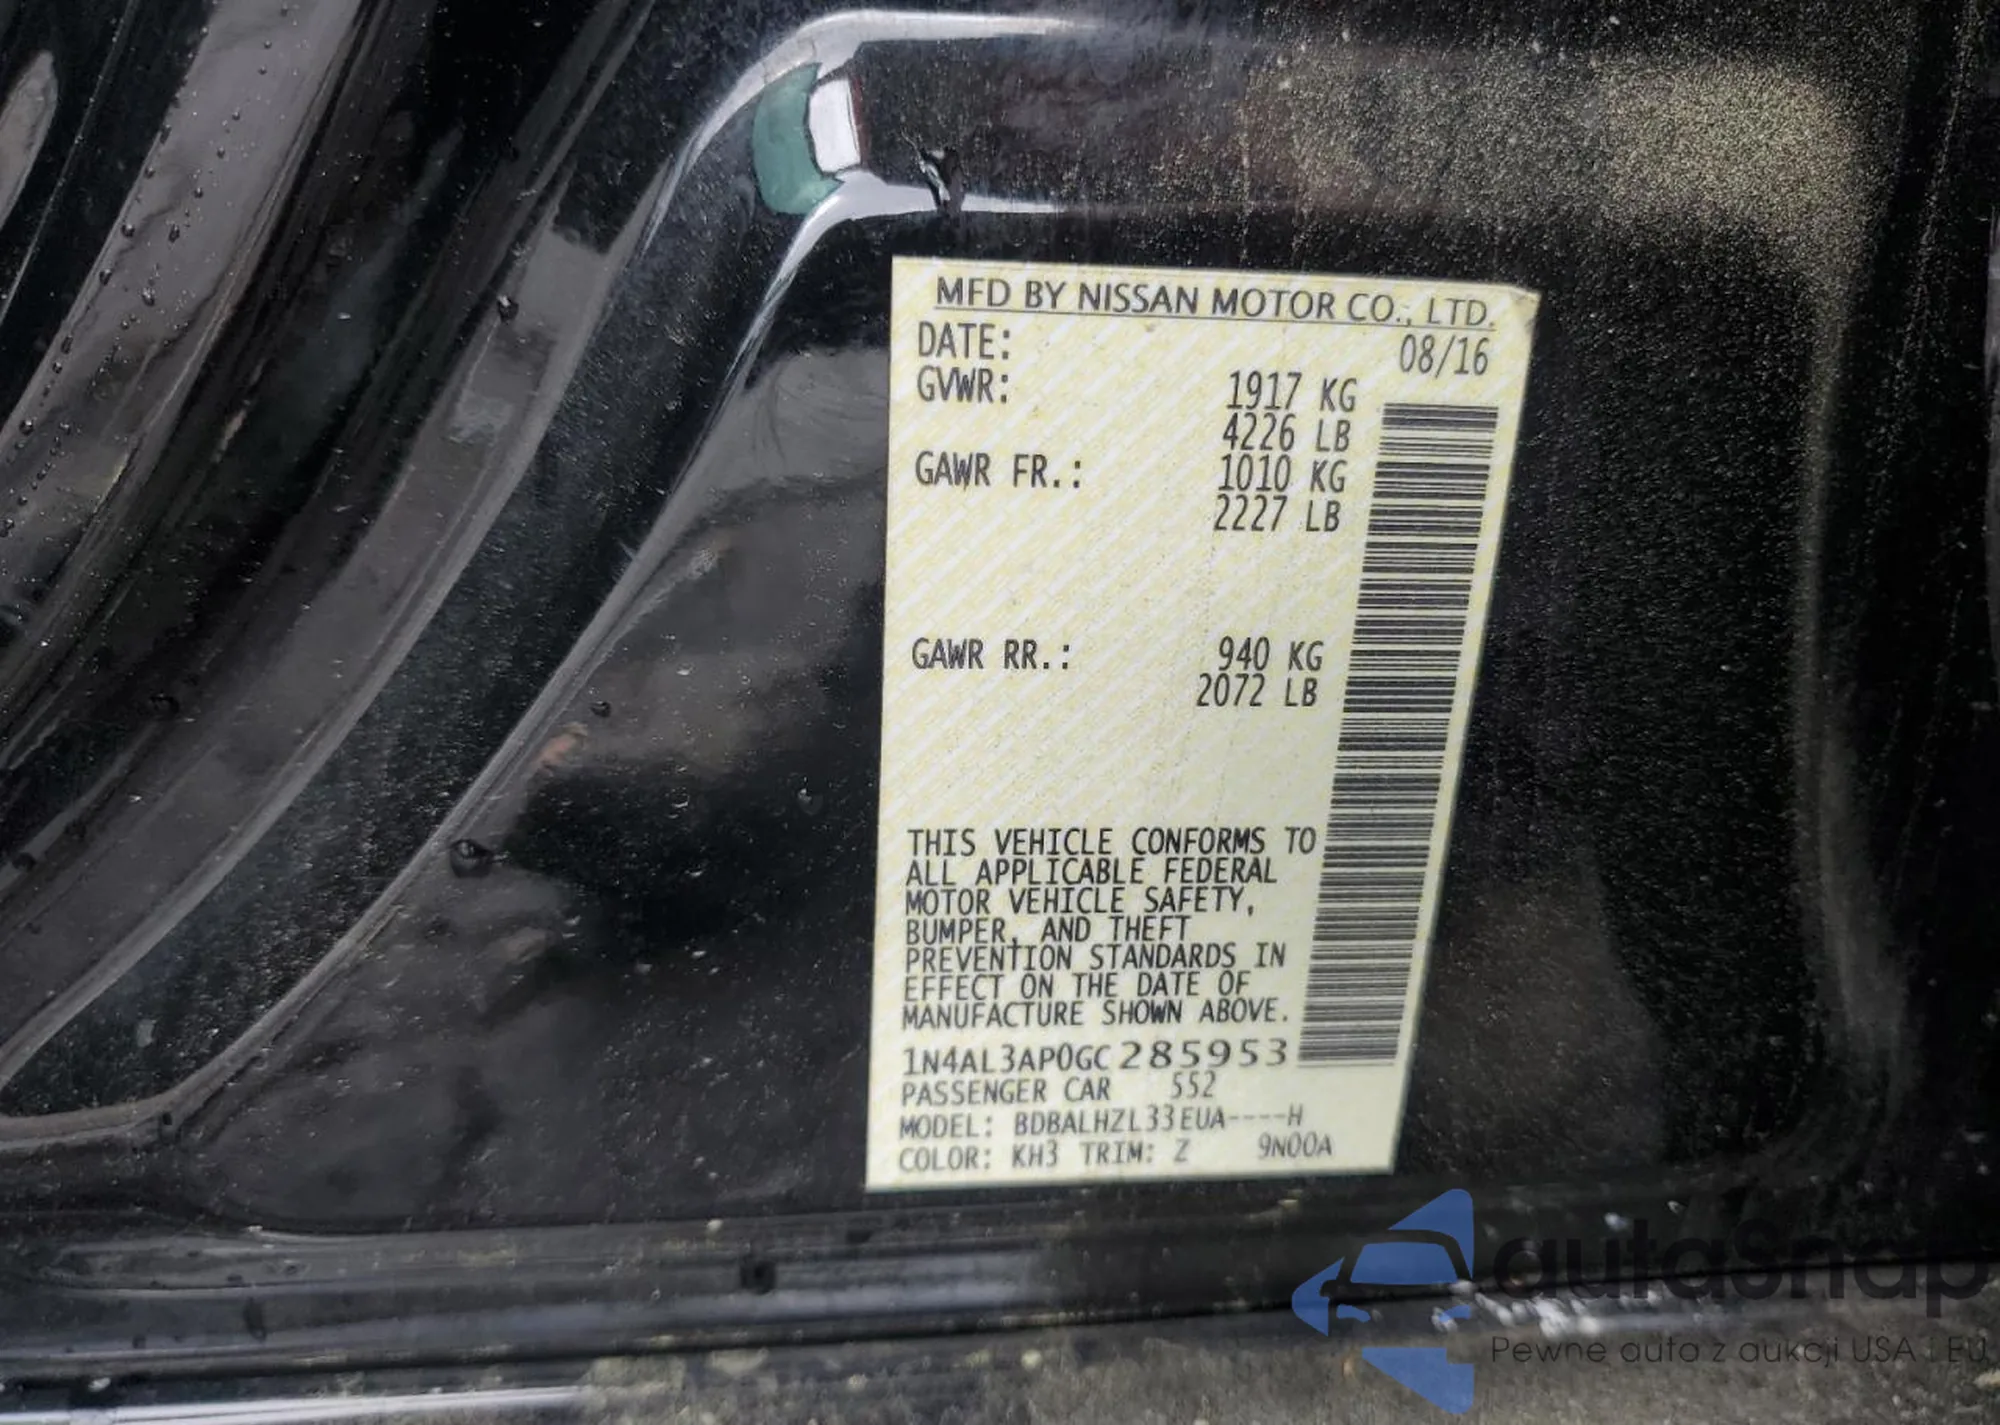 MFD BY NISSAN MOTOR CO., LTD.
DATE: 08/16
GVWR: 1917 KG
4226 LB
GAWR FR.: 1010 KG
2227 LB
GAWR RR.: 940 KG
2072 LB
THIS VEHICLE CONFORMS TO
ALL APPLICABLE FEDERAL
MOTOR VEHICLE SAFETY,
BUMPER, AND THEFT
PREVENTION STANDARDS IN
EFFECT ON THE DATE OF
MANUFACTURE SHOWN ABOVE.
1N4AL3AP0GC285953
PASSENGER CAR 552
MODEL: BDBALHZL33EUA----H
COLOR: KH3 TRIM: Z 9N00A
autosnap
Pewne auta z aukcji USA i EU